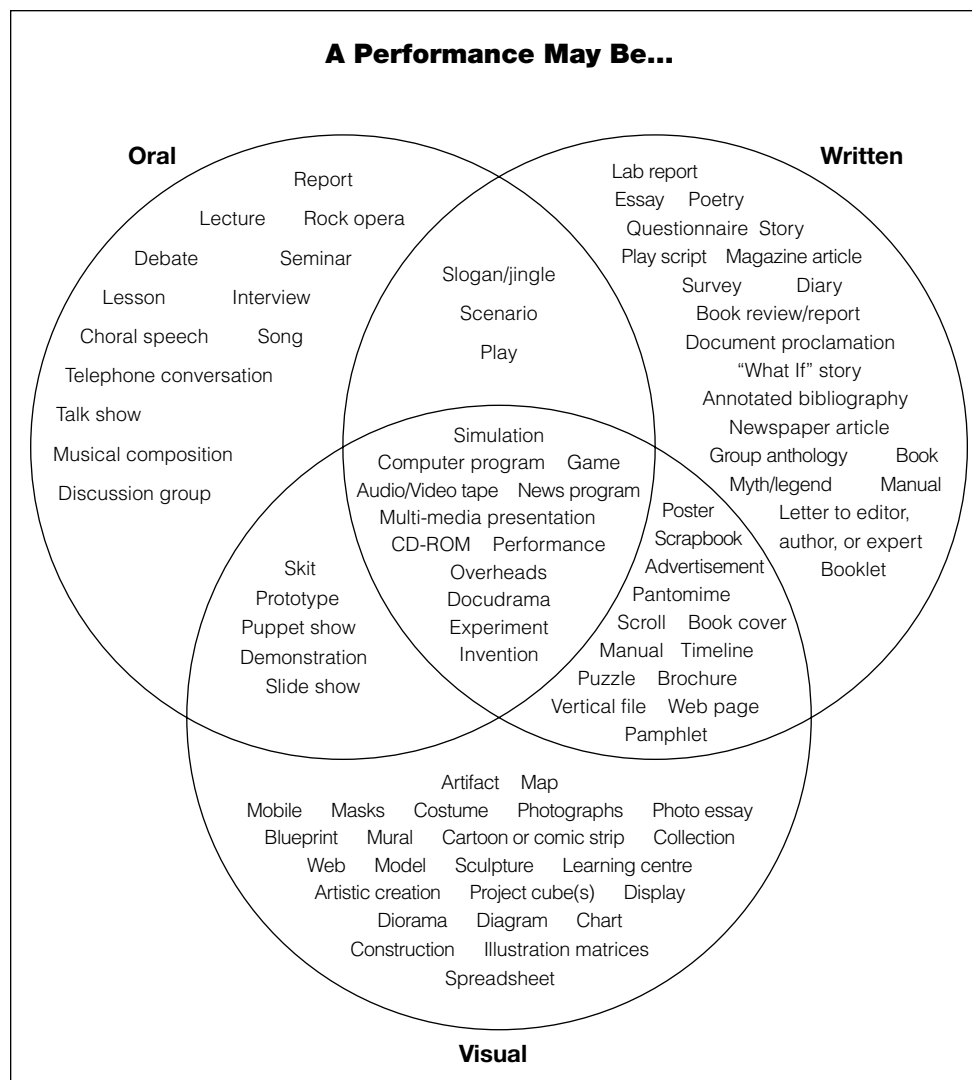 A Performance May Be...
Oral
Report
Lecture Rock opera
Debate Seminar
Lesson Interview
Choral speech Song
Telephone conversation
Talk show
Musical composition
Discussion group
Slogan/jingle
Scenario
Play
Written
Lab report
Essay Poetry
Questionnaire Story
Play script Magazine article
Survey Diary
Book review/report
Document proclamation
“What If” story
Annotated bibliography
Newspaper article
Group anthology Book
Myth/legend Manual
Letter to editor,
author, or expert
Booklet
Simulation
Computer program Game
Audio/Video tape News program
Multi-media presentation
CD-ROM Performance
Overheads
Docudrama
Experiment
Invention
Skit
Prototype
Puppet show
Demonstration
Slide show
Poster
Scrapbook
Advertisement
Pantomime
Scroll Book cover
Manual Timeline
Puzzle Brochure
Vertical file Web page
Pamphlet
Artifact Map
Mobile Masks Costume Photographs Photo essay
Blueprint Mural Cartoon or comic strip Collection
Web Model Sculpture Learning centre
Artistic creation Project cube(s) Display
Diorama Diagram Chart
Construction Illustration matrices
Spreadsheet
Visual